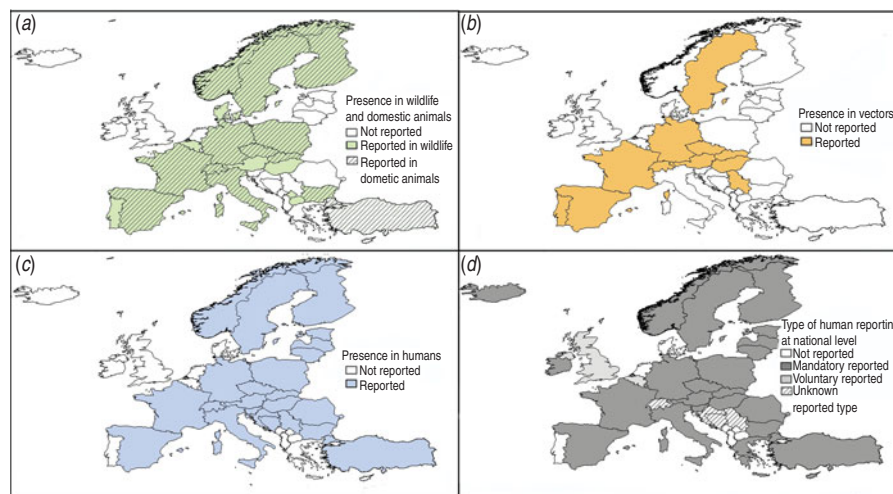 (a)
Presence in wildlife
and domestic animals
Not reported
Reported in wildlife
Reported in
dometic animals
(b)
Presence in vectors
Not reported
Reported
(c)
Presence in humans
Not reported
Reported
(d)
Type of human reportin
at national level
Not reported
Mandatory reported
Voluntary reported
Unknown
reported type